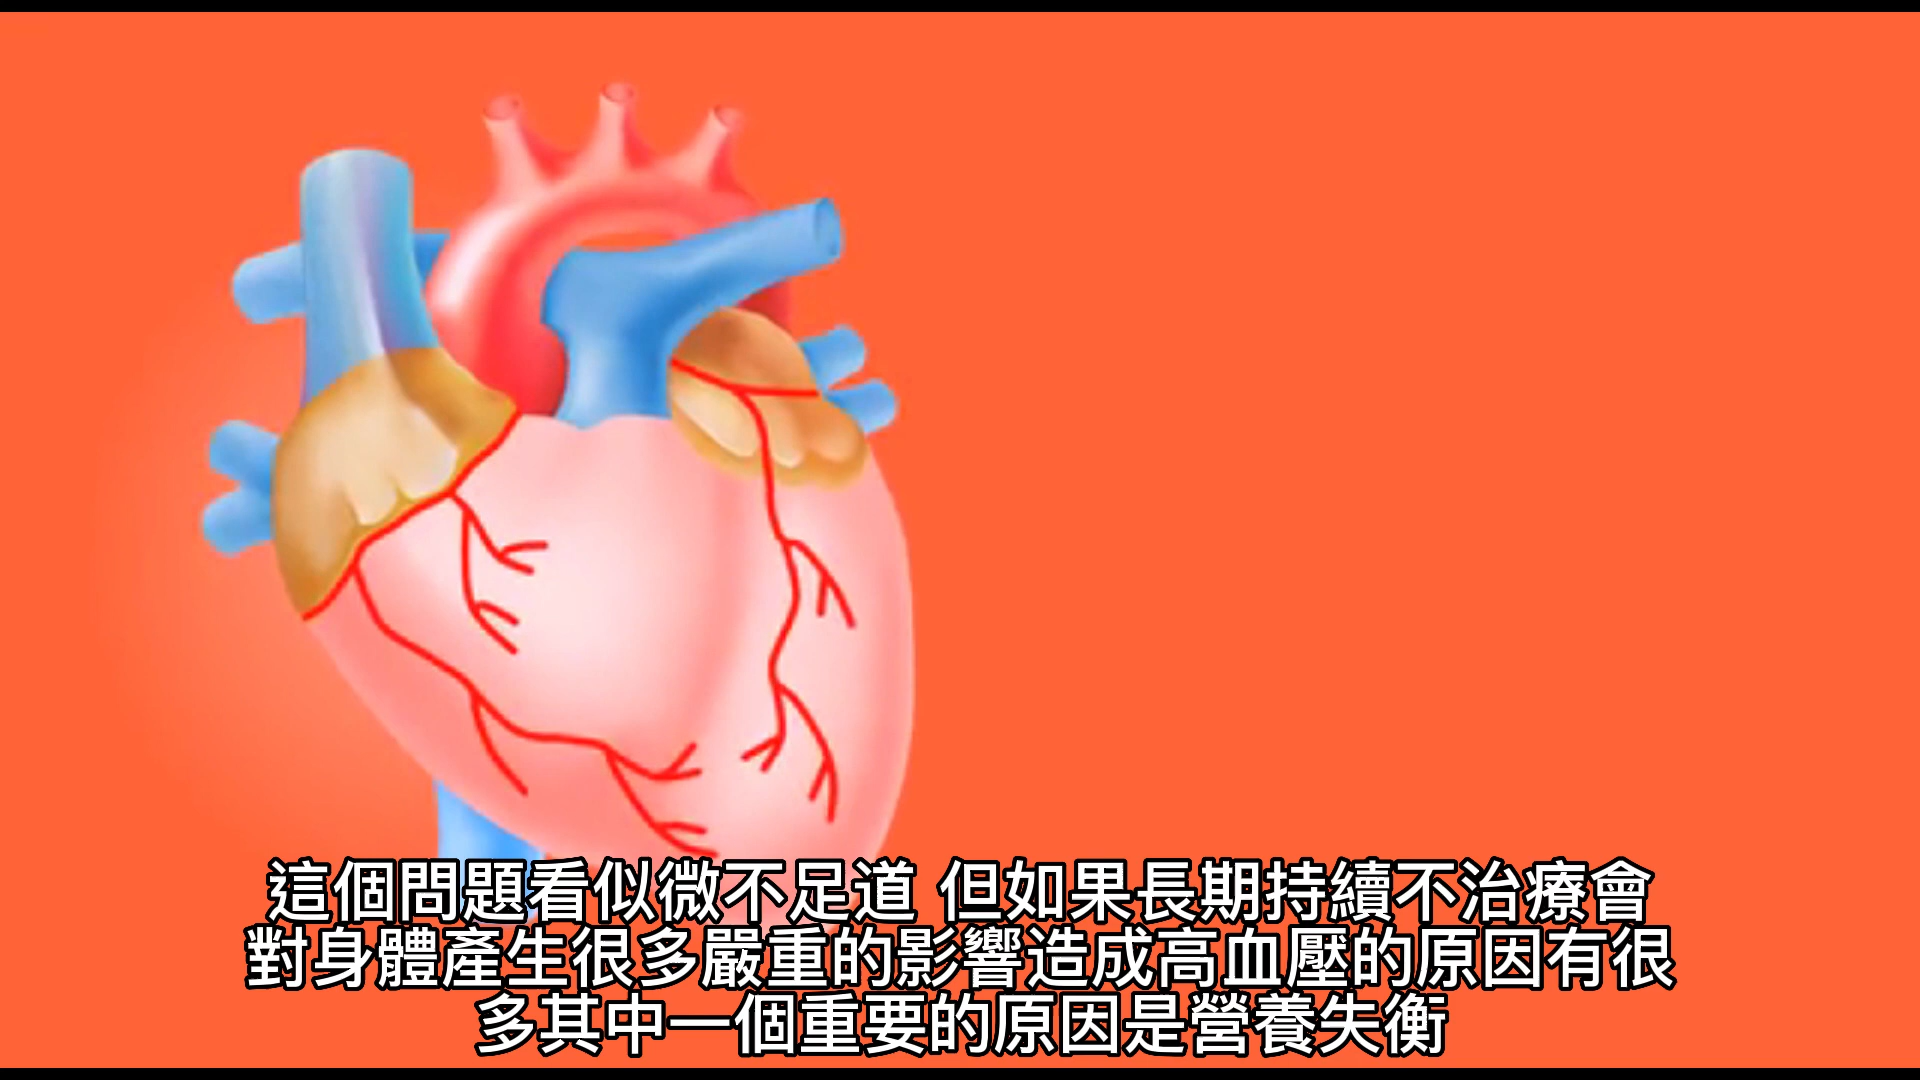 這個問題看似微不足道 但如果長期持續不治療會
對身體產生很多嚴重的影響造成高血壓的原因有很
多其中一個重要的原因是營養失衡